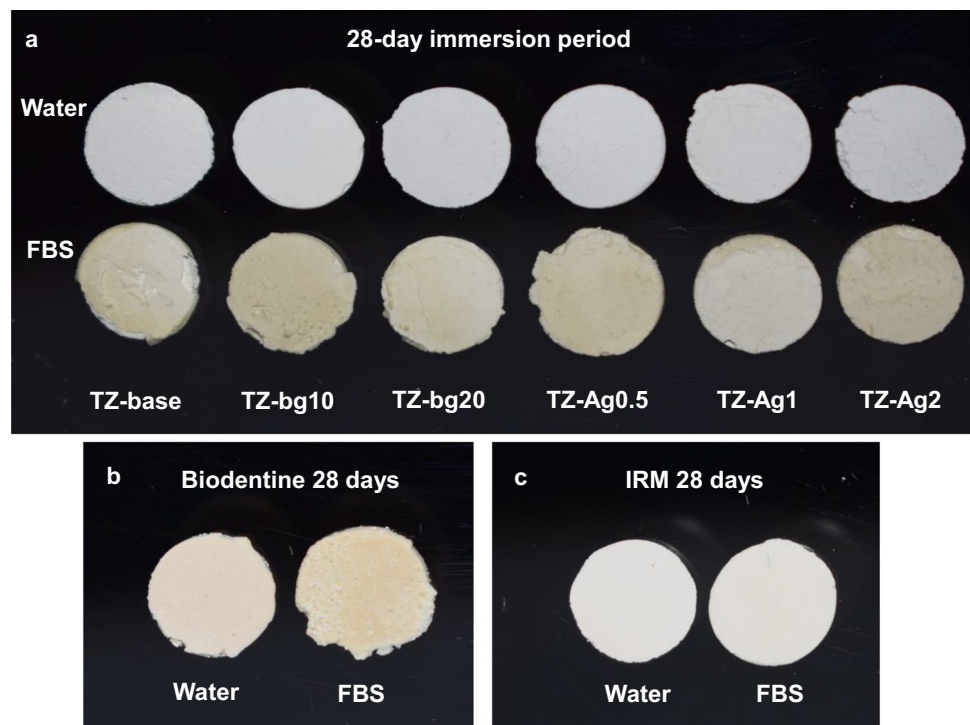 a
28-day immersion period
Water
FBS
TZ-base TZ-bg10 TZ-bg20 TZ-Ag0.5 TZ-Ag1 TZ-Ag2
b
Biodentine 28 days
Water FBS
c
IRM 28 days
Water FBS